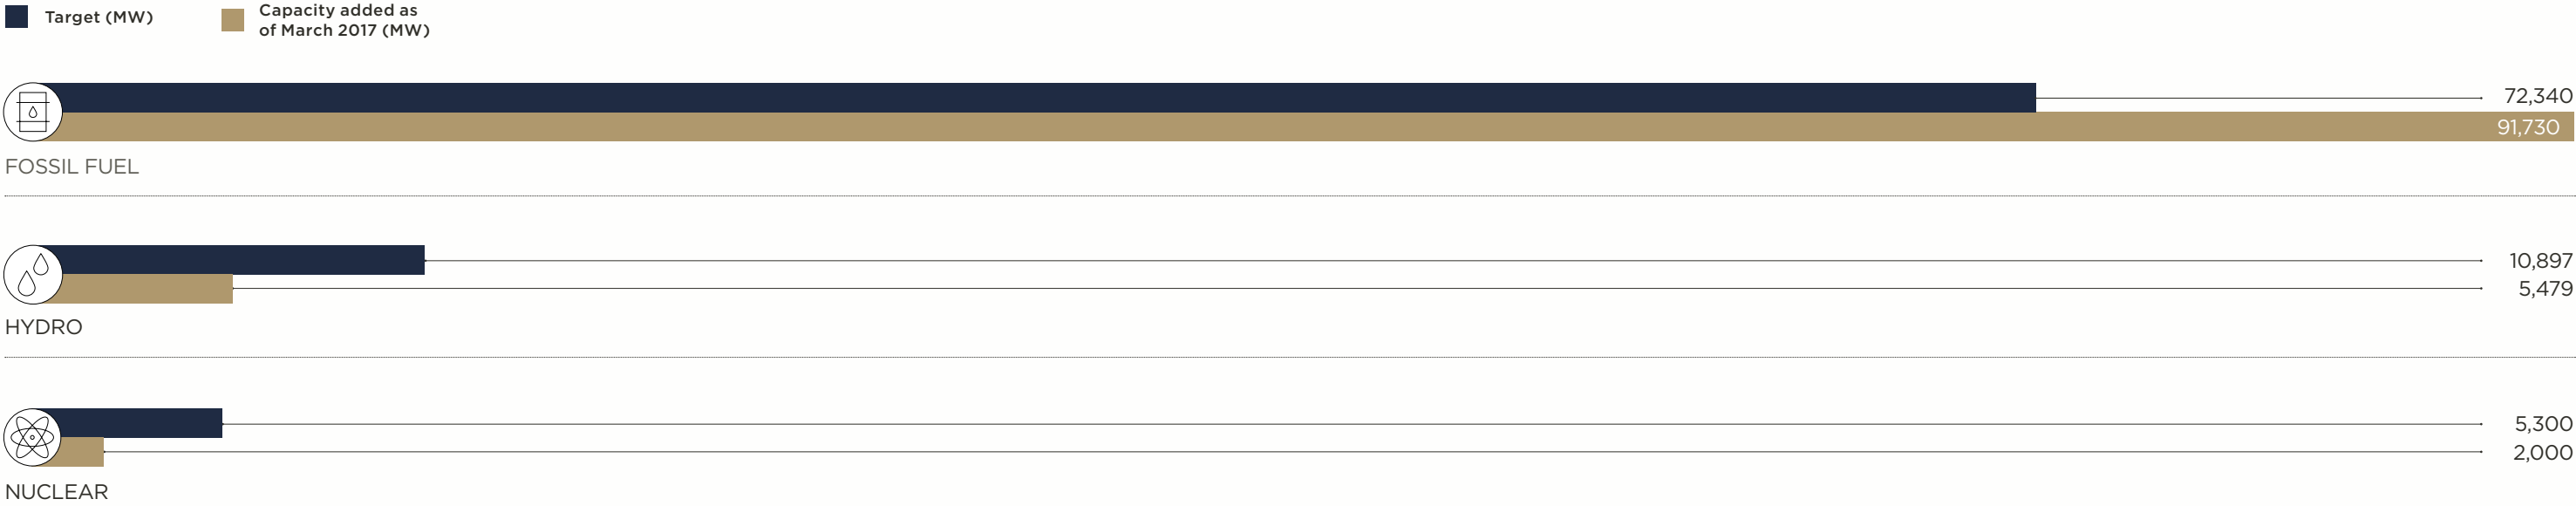 Target (MW)
Capacity added as
of March 2017 (MW)
72,340
91,730
FOSSIL FUEL
10,897
5,479
HYDRO
5,300
2,000
NUCLEAR